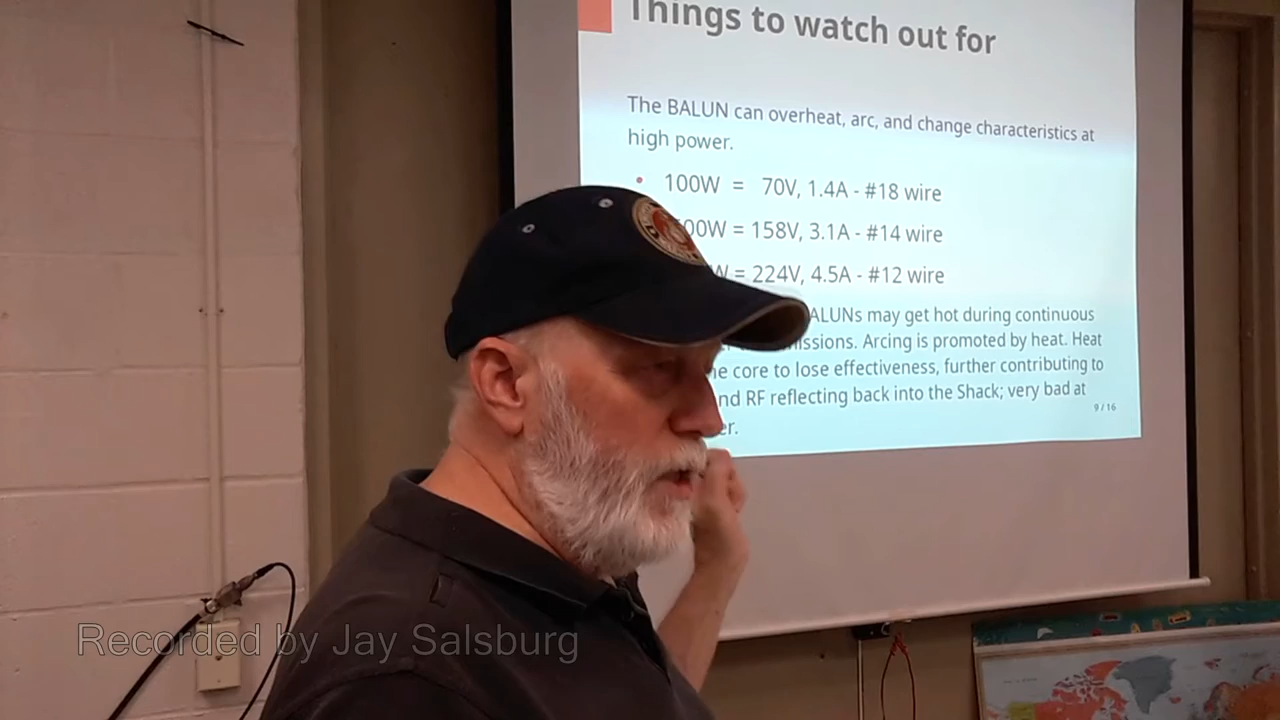 Things to watch out for
The BALUN can overheat, arc, and change characteristics at
high power.
100W = 70V, 1.4A - #18 wire
00W = 158V, 3.1A - #14 wire
W = 224V, 4.5A - #12 wire
ALUNs may get hot during continuous
issions. Arcing is promoted by heat. Heat
e core to lose effectiveness, further contributing to
nd RF reflecting back into the Shack; very bad at
er.
9 / 16
Recorded by Jay Salsburg